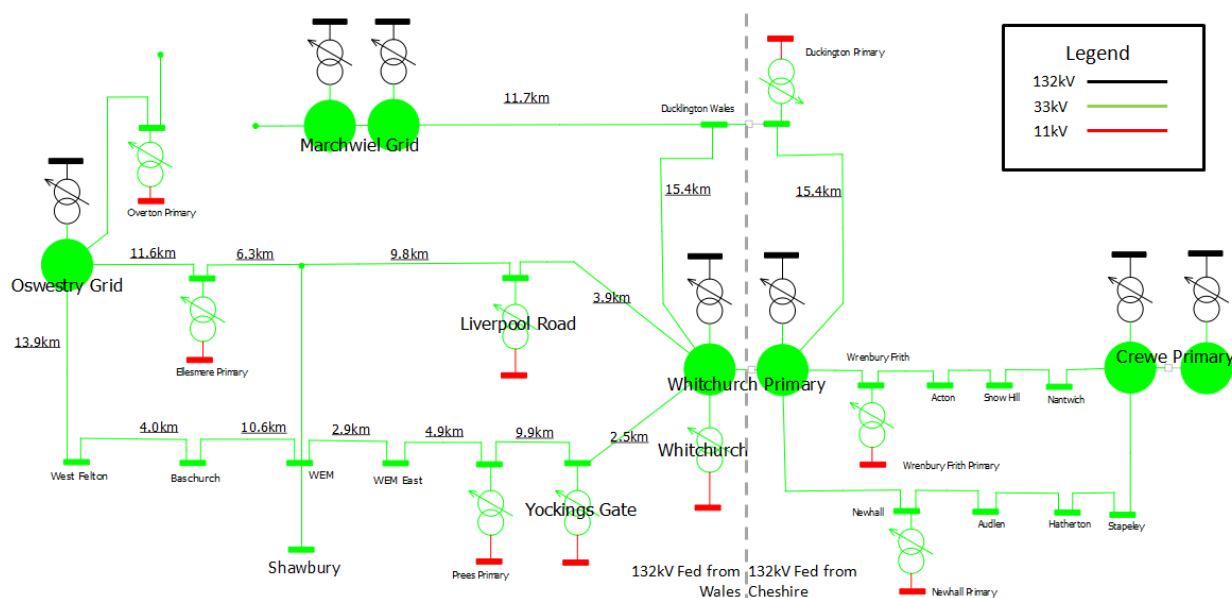 Legend
132kV
33kV
11kV
Duckington Primary
11.7km
Ducklington Wales
Marchwiel Grid
15.4km
15.4km
Overton Primary
11.6km
6.3km
9.8km
Oswestry Grid
3.9km
Liverpool Road
13.9km
Ellesmere Primary
Whitchurch Primary
Wrenbury Frith
Acton
Snow Hill
Nantwich
Crewe Primary
4.0km
10.6km
2.9km
4.9km
9.9km
2.5km
Whitchurch
Wrenbury Frith Primary
West Felton
Baschurch
WEM
WEM East
Yockings Gate
Newhall
Audlen
Hatherton
Stapeley
Shawbury
Prees Primary
132kV Fed from
Wales
132kV Fed from
Cheshire
Newhall Primary